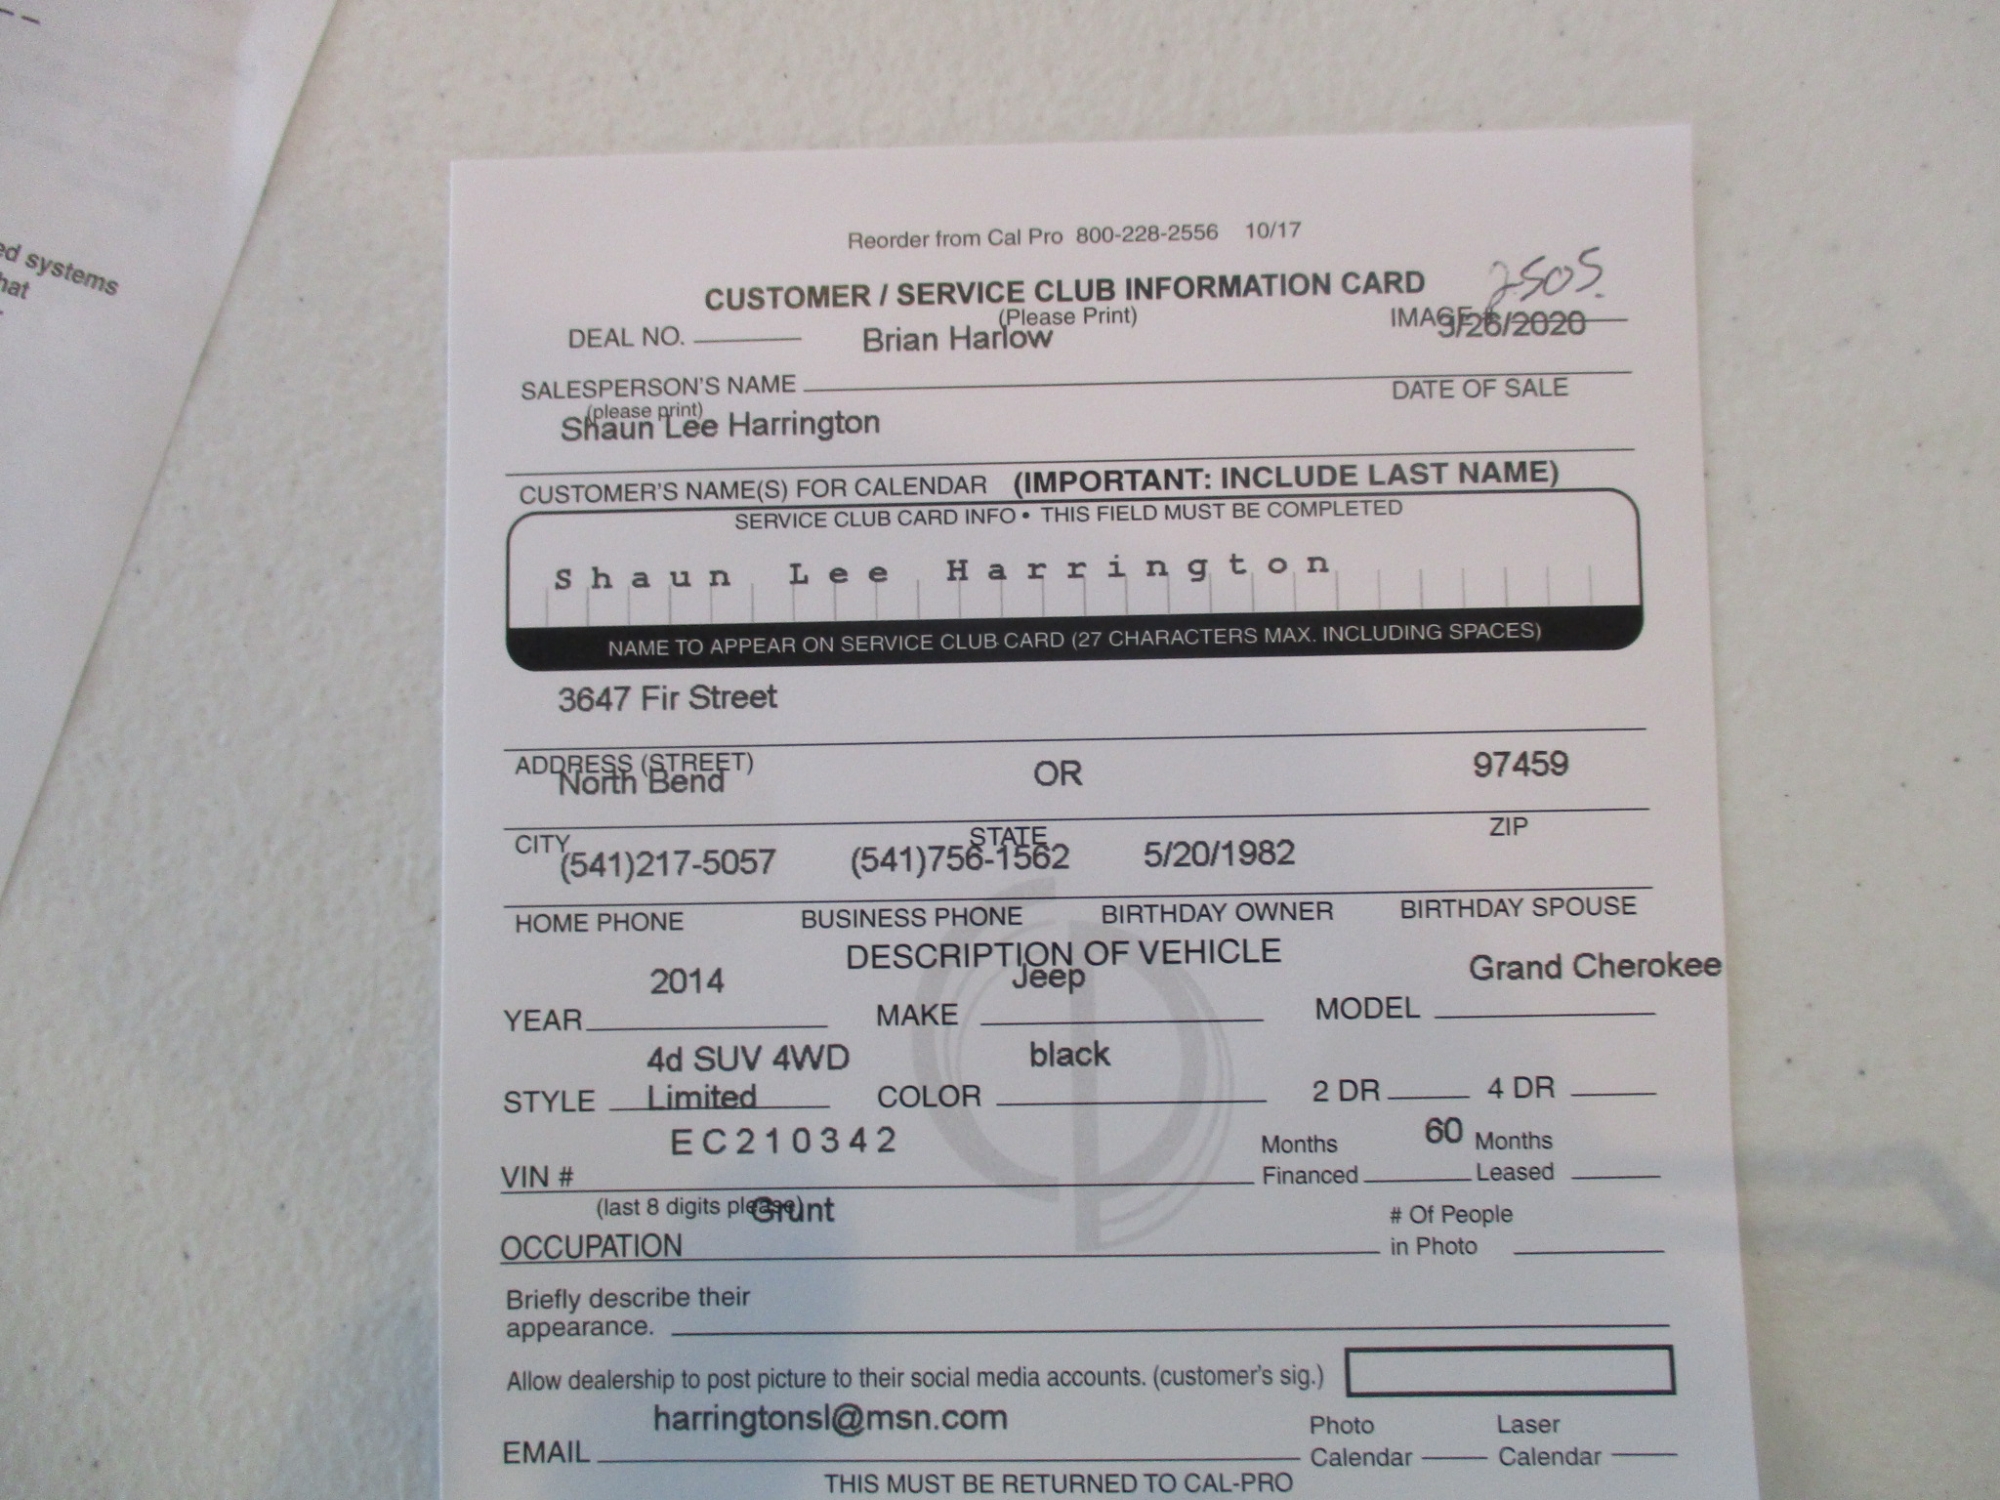 ed systems
hat
Reorder from Cal Pro 800-228-2556 10/17
CUSTOMER / SERVICE CLUB INFORMATION CARD
2505
(Please Print)
DEAL NO. Brian Harlow IMAGE 3/26/2020
SALESPERSON'S NAME DATE OF SALE
(please print)
Shaun Lee Harrington
CUSTOMER'S NAME(S) FOR CALENDAR (IMPORTANT: INCLUDE LAST NAME)
SERVICE CLUB CARD INFO • THIS FIELD MUST BE COMPLETED
Shaun Lee Harrington
NAME TO APPEAR ON SERVICE CLUB CARD (27 CHARACTERS MAX. INCLUDING SPACES)
3647 Fir Street
ADDRESS (STREET)
North Bend OR 97459
CITY STATE ZIP
(541)217-5057 (541)756-1562 5/20/1982
HOME PHONE BUSINESS PHONE BIRTHDAY OWNER BIRTHDAY SPOUSE
DESCRIPTION OF VEHICLE
2014 Jeep Grand Cherokee
YEAR MAKE MODEL
4d SUV 4WD black
STYLE Limited COLOR 2 DR 4 DR
EC210342 Months 60 Months
VIN # Financed Leased
(last 8 digits please) Grunt # Of People
OCCUPATION in Photo
Briefly describe their
appearance.
Allow dealership to post picture to their social media accounts. (customer's sig.)
harringtonsl@msn.com Photo Laser
EMAIL Calendar Calendar
THIS MUST BE RETURNED TO CAL-PRO